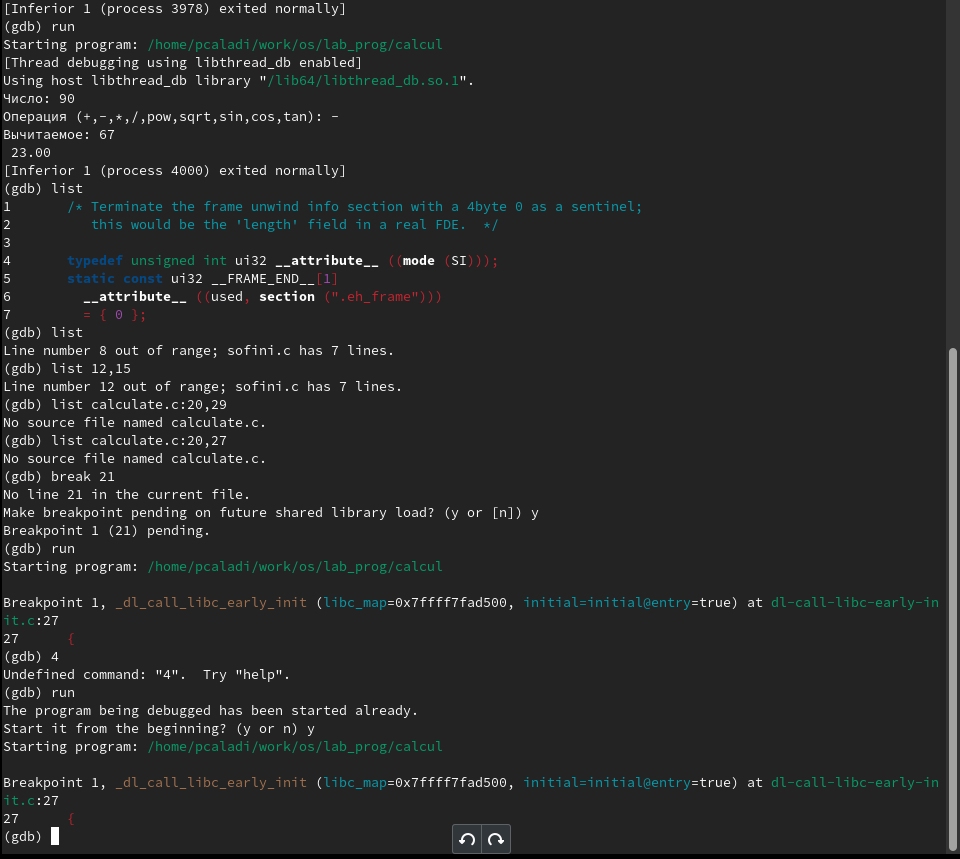 [Inferior 1 (process 3978) exited normally]
(gdb) run
Starting program: /home/pcaladi/work/os/lab_prog/calcul
[Thread debugging using libthread_db enabled]
Using host libthread_db library "/lib64/libthread_db.so.1".
Число: 90
Операция (+,-,*,/,pow,sqrt,sin,cos,tan): -
Вычитаемое: 67
 23.00
[Inferior 1 (process 4000) exited normally]
(gdb) list
1       /* Terminate the frame unwind info section with a 4byte 0 as a sentinel;
2          this would be the 'length' field in a real FDE.  */
3
4       typedef unsigned int ui32 __attribute__ ((mode (SI)));
5       static const ui32 __FRAME_END__[1]
6         __attribute__ ((used, section (".eh_frame")))
7         = { 0 };
(gdb) list
Line number 8 out of range; sofini.c has 7 lines.
(gdb) list 12,15
Line number 12 out of range; sofini.c has 7 lines.
(gdb) list calculate.c:20,29
No source file named calculate.c.
(gdb) list calculate.c:20,27
No source file named calculate.c.
(gdb) break 21
No line 21 in the current file.
Make breakpoint pending on future shared library load? (y or [n]) y
Breakpoint 1 (21) pending.
(gdb) run
Starting program: /home/pcaladi/work/os/lab_prog/calcul

Breakpoint 1, _dl_call_libc_early_init (libc_map=0x7ffff7fad500, initial=initial@entry=true) at dl-call-libc-early-in
it.c:27
27      {
(gdb) 4
Undefined command: "4".  Try "help".
(gdb) run
The program being debugged has been started already.
Start it from the beginning? (y or n) y
Starting program: /home/pcaladi/work/os/lab_prog/calcul

Breakpoint 1, _dl_call_libc_early_init (libc_map=0x7ffff7fad500, initial=initial@entry=true) at dl-call-libc-early-in
it.c:27
27      {
(gdb)